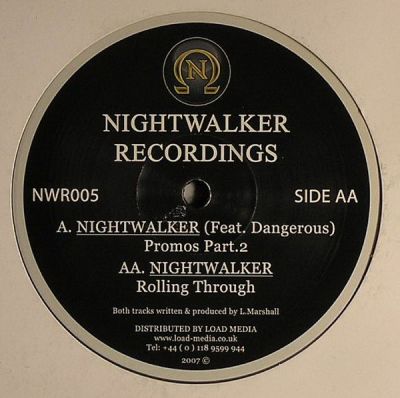 N
NIGHTWALKER
RECORDINGS
NWR005 SIDE AA
A. NIGHTWALKER (Feat. Dangerous)
Promos Part.2
AA. NIGHTWALKER
Rolling Through
Both tracks written & produced by L.Marshall
DISTRIBUTED BY LOAD MEDIA
www.load-media.co.uk
Tel: +44 ( 0 ) 118 9599 944
2007 ©